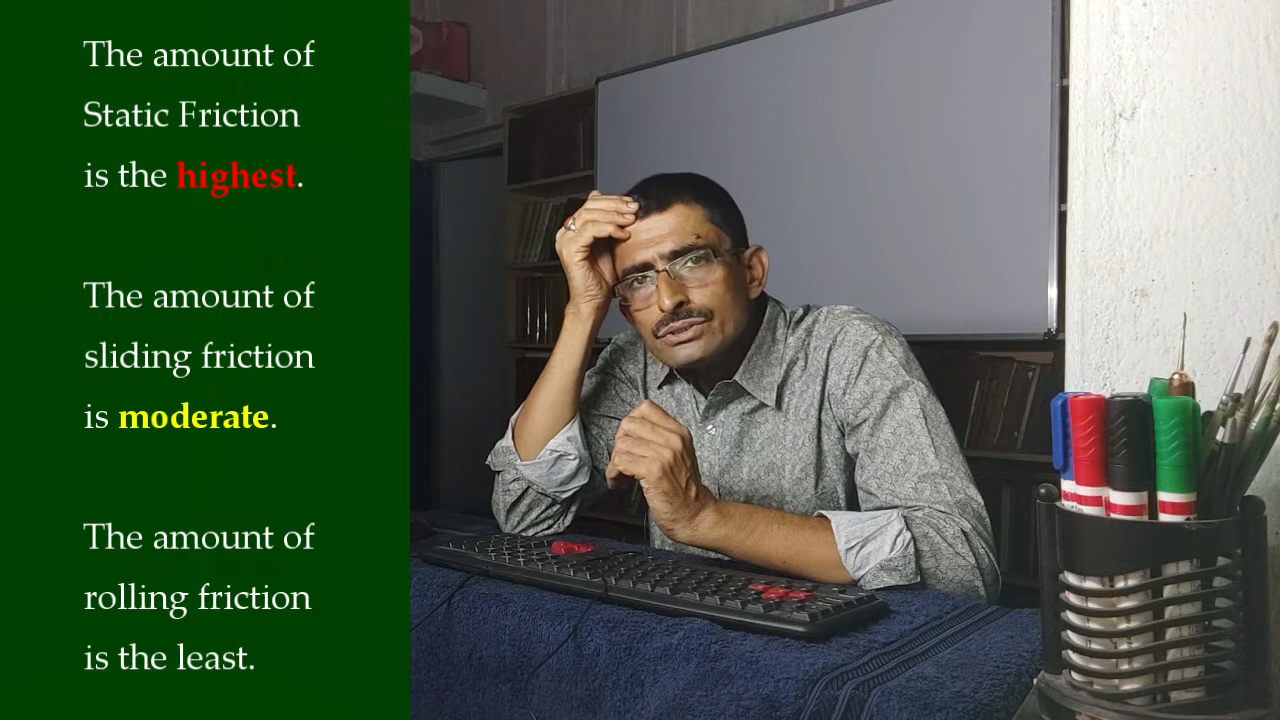 The amount of
Static Friction
is the highest.
The amount of
sliding friction
is moderate.
The amount of
rolling friction
is the least.